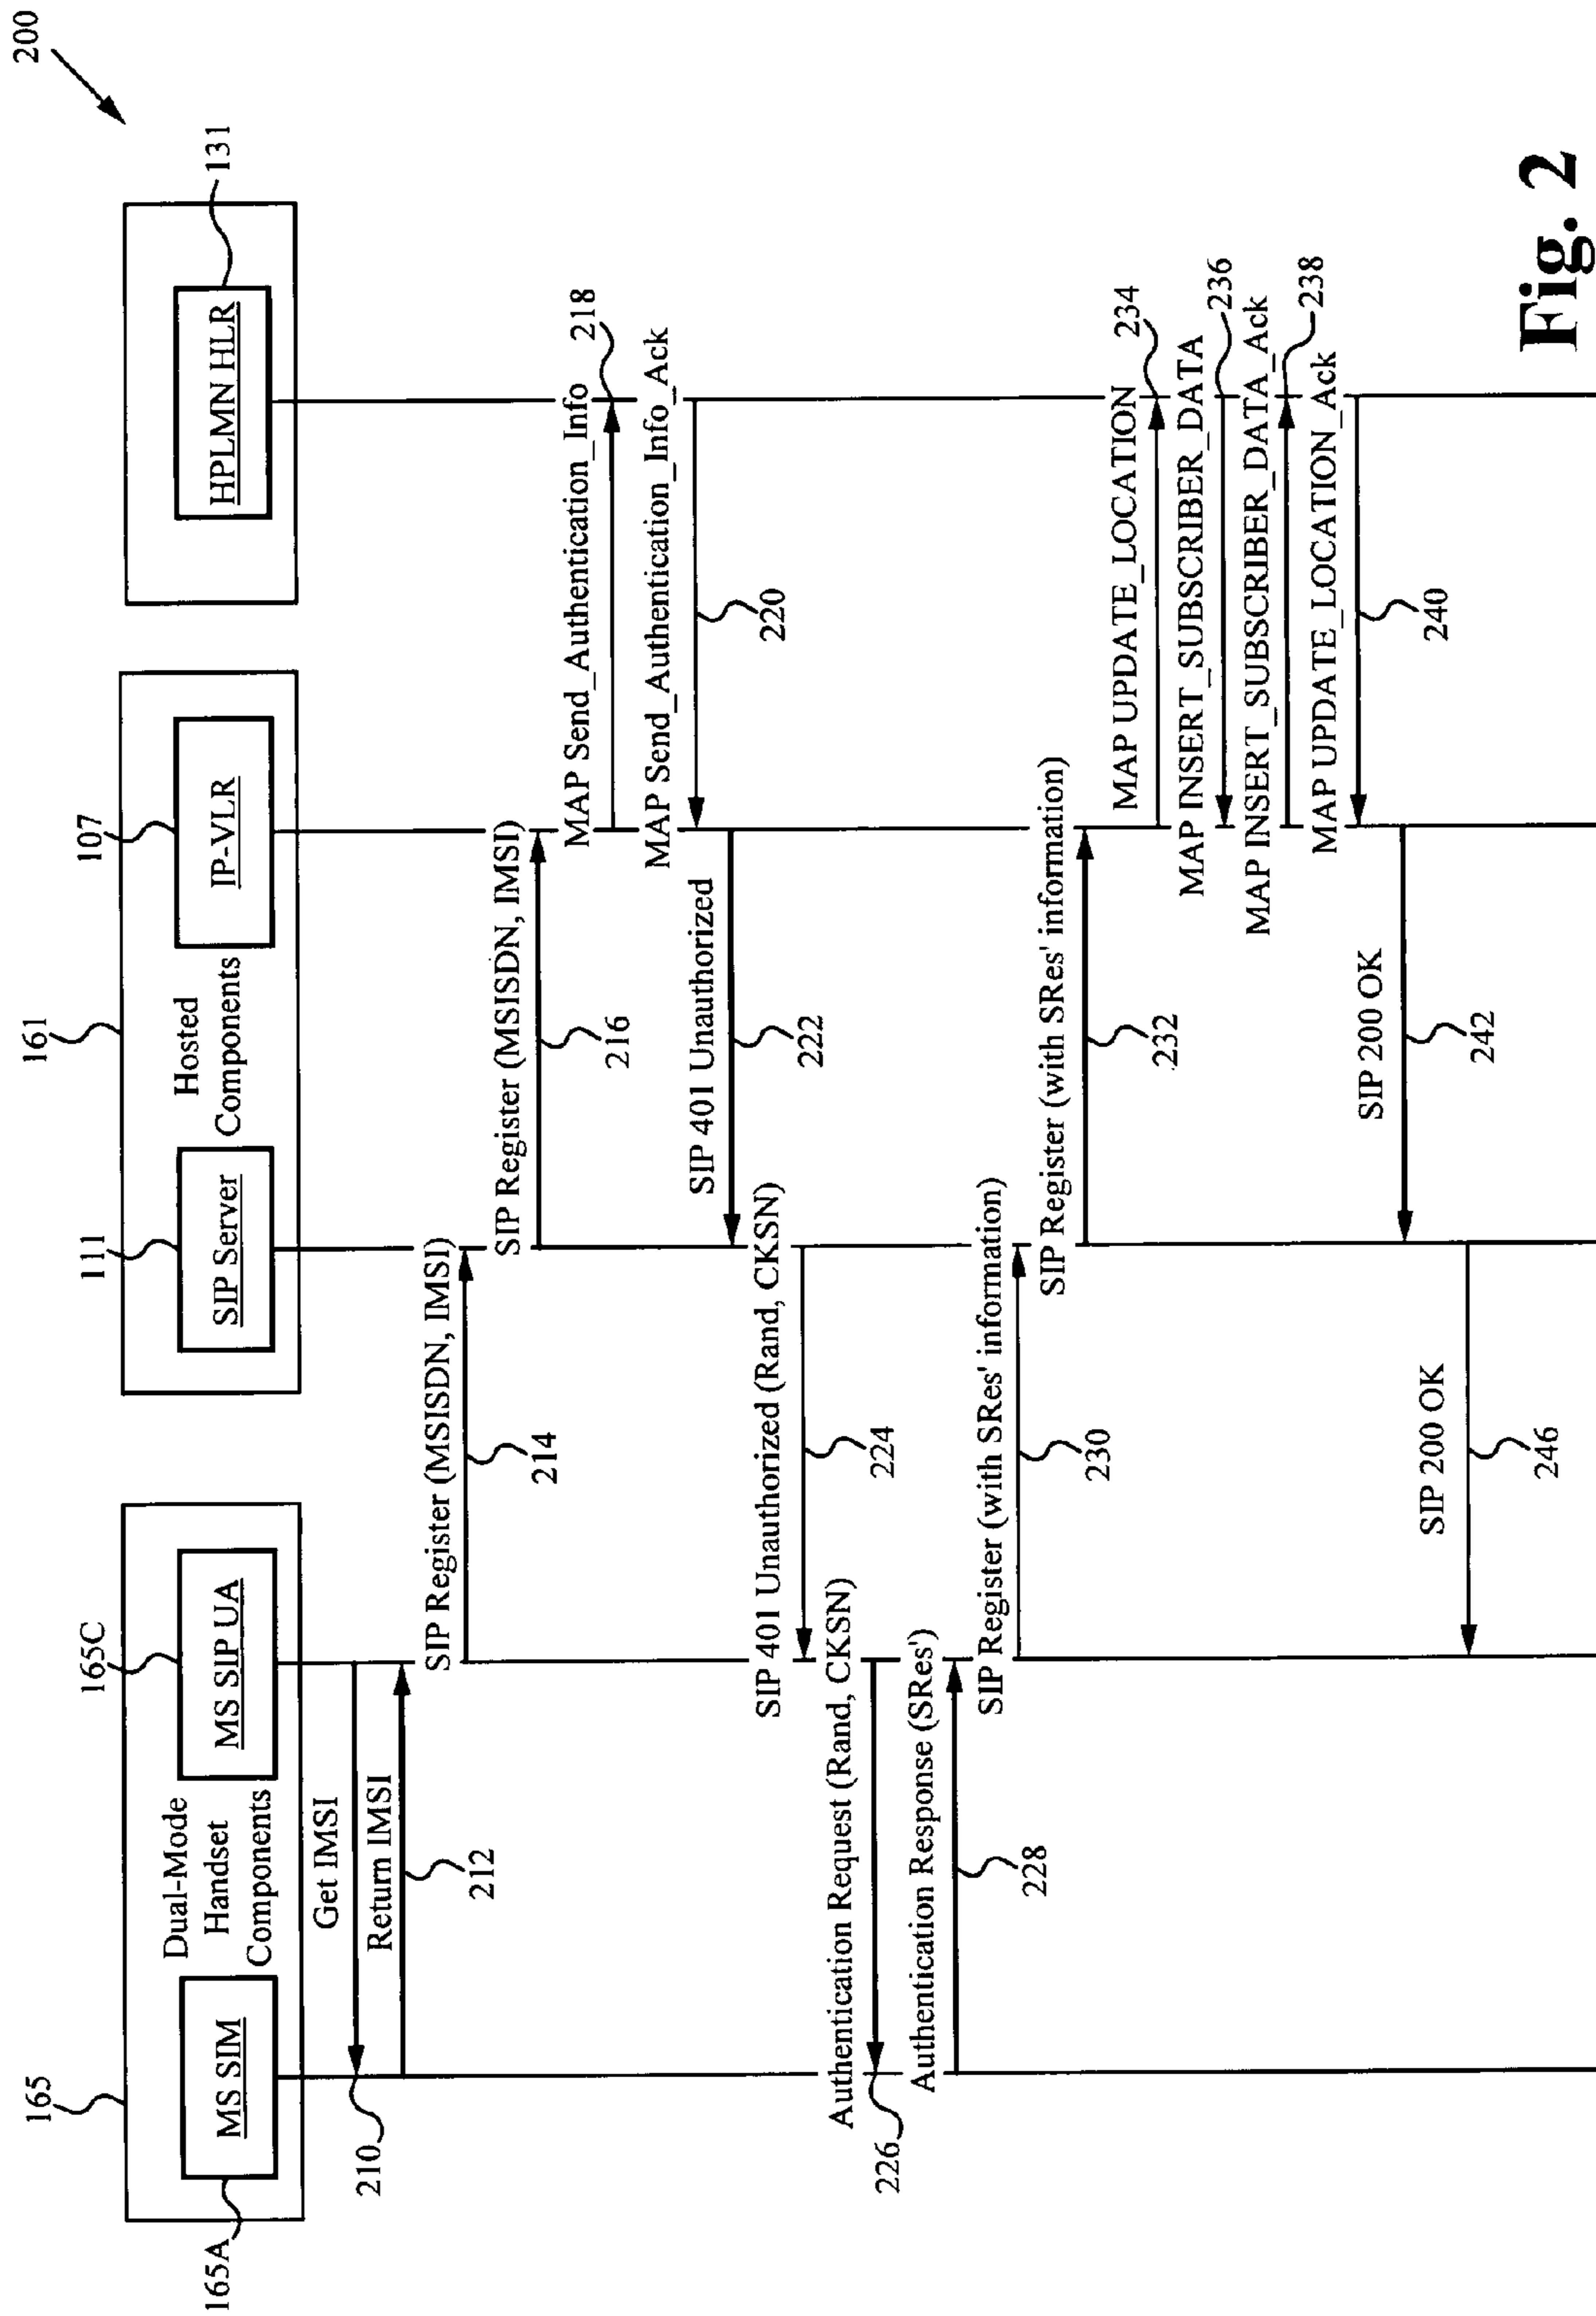 200
165
161
165A
MS SIM
Dual-Mode
Handset
Components
165C
MS SIP UA
111
SIP Server
Hosted
Components
107
IP-VLR
HPLMN HLR
131
Get IMSI
210
Return IMSI
212
SIP Register (MSISDN, IMSI)
214
SIP Register (MSISDN, IMSI)
216
MAP Send_Authentication_Info
218
MAP Send_Authentication_Info_Ack
220
SIP 401 Unauthorized
222
SIP 401 Unauthorized (Rand, CKSN)
224
Authentication Request (Rand, CKSN)
226
Authentication Response (SRes')
228
SIP Register (with SRes' information)
230
SIP Register (with SRes' information)
232
MAP UPDATE_LOCATION
234
MAP INSERT_SUBSCRIBER_DATA
236
MAP INSERT_SUBSCRIBER_DATA_Ack
238
MAP UPDATE_LOCATION_Ack
240
SIP 200 OK
242
SIP 200 OK
246
Fig. 2